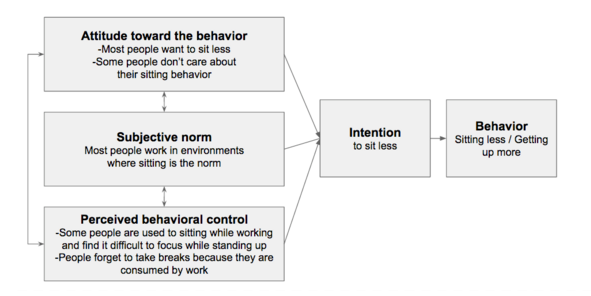 Attitude toward the behavior
-Most people want to sit less
-Some people don't care about
their sitting behavior
Subjective norm
Most people work in environments
where sitting is the norm
Perceived behavioral control
-Some people are used to sitting while working
and find it difficult to focus while standing up
-People forget to take breaks because they are
consumed by work
Intention
to sit less
Behavior
Sitting less / Getting
up more